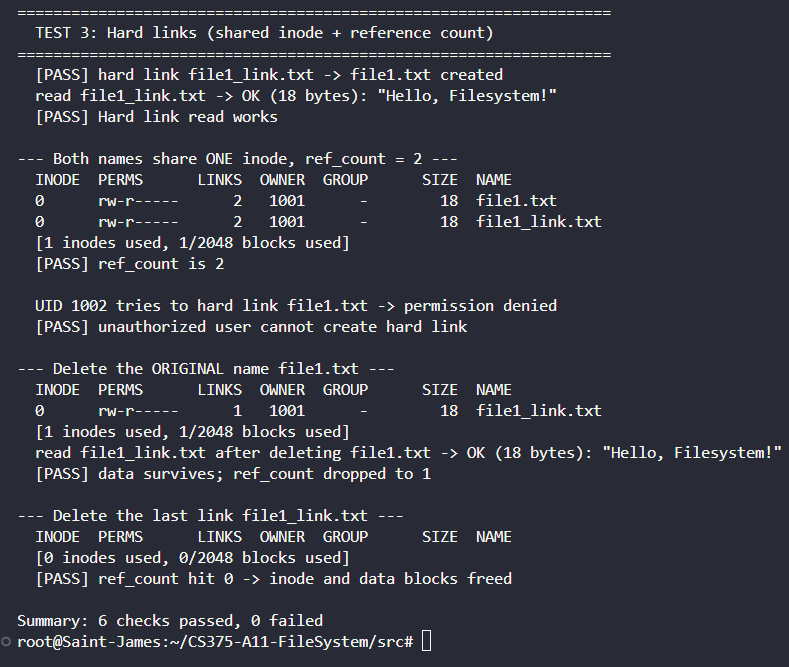 ==================================================================
TEST 3: Hard links (shared inode + reference count)
==================================================================
[PASS] hard link file1_link.txt -> file1.txt created
read file1_link.txt -> OK (18 bytes): "Hello, Filesystem!"
[PASS] Hard link read works
--- Both names share ONE inode, ref_count = 2 ---
INODE  PERMS      LINKS  OWNER  GROUP      SIZE  NAME
0      rw-r-----      2   1001      -        18  file1.txt
0      rw-r-----      2   1001      -        18  file1_link.txt
[1 inodes used, 1/2048 blocks used]
[PASS] ref_count is 2
UID 1002 tries to hard link file1.txt -> permission denied
[PASS] unauthorized user cannot create hard link
--- Delete the ORIGINAL name file1.txt ---
INODE  PERMS      LINKS  OWNER  GROUP      SIZE  NAME
0      rw-r-----      1   1001      -        18  file1_link.txt
[1 inodes used, 1/2048 blocks used]
read file1_link.txt after deleting file1.txt -> OK (18 bytes): "Hello, Filesystem!"
[PASS] data survives; ref_count dropped to 1
--- Delete the last link file1_link.txt ---
INODE  PERMS      LINKS  OWNER  GROUP      SIZE  NAME
[0 inodes used, 0/2048 blocks used]
[PASS] ref_count hit 0 -> inode and data blocks freed
Summary: 6 checks passed, 0 failed
root@Saint-James:~/CS375-A11-FileSystem/src#